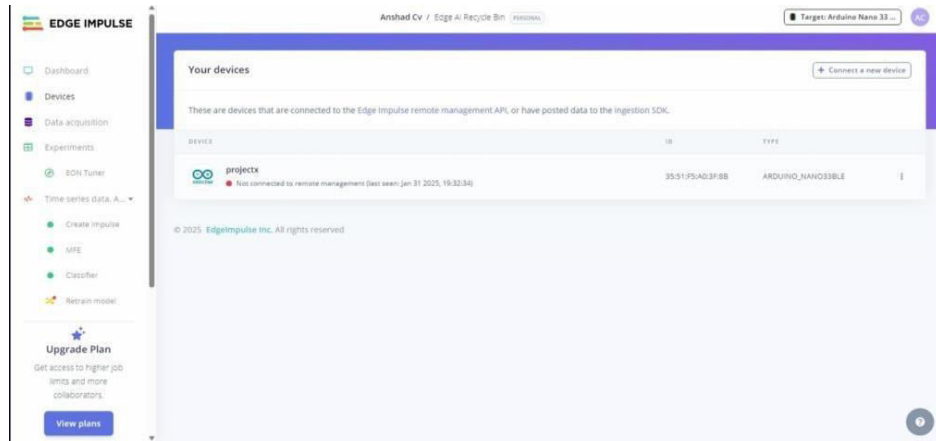 EDGE IMPULSE
Anshad Cv / Edge AI Recycle Bin PERSONAL
Target: Arduino Nano 33 ...
AC
Dashboard
Devices
Data acquisition
Experiments
EON Tuner
Time series data, A...
Create impulse
MFE
Classifier
Retrain model
Upgrade Plan
Get access to higher job
limits and more
collaborators.
View plans
Your devices
+ Connect a new device
These are devices that are connected to the Edge Impulse remote management API, or have posted data to the ingestion SDK.
DEVICE ID TYPE
projectx
Not connected to remote management (last seen: Jan 31 2025, 19:32:34)
35:51:F5:A0:3F:8B ARDUINO_NANO33BLE
© 2025 EdgeImpulse Inc. All rights reserved
?